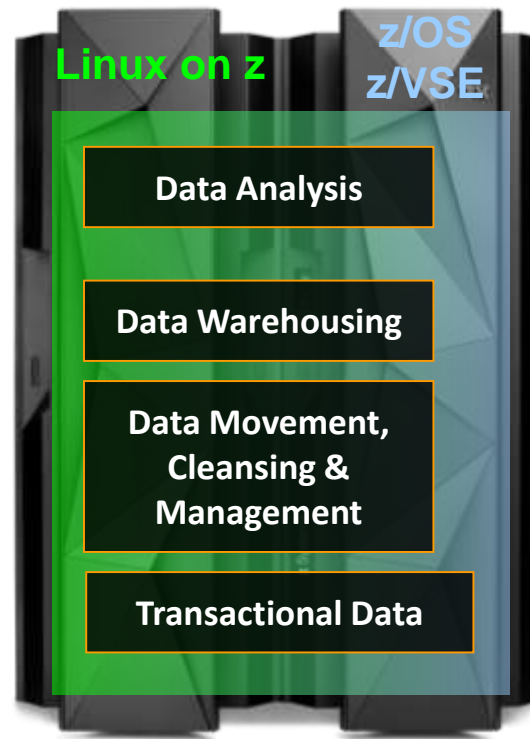 Linux on z
z/OS
z/VSE
Data Analysis
Data Warehousing
Data Movement,
Cleansing &
Management
Transactional Data